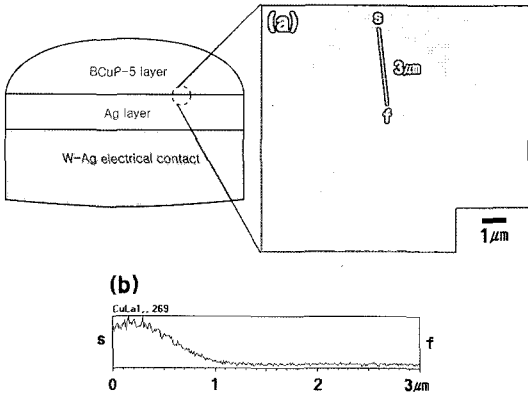 BCuP-5 layer
Ag layer
W-Ag electrical contact
(a)
s
3㎛
f
1㎛
(b)
CuLa1,, 269
s
f
0 1 2 3㎛